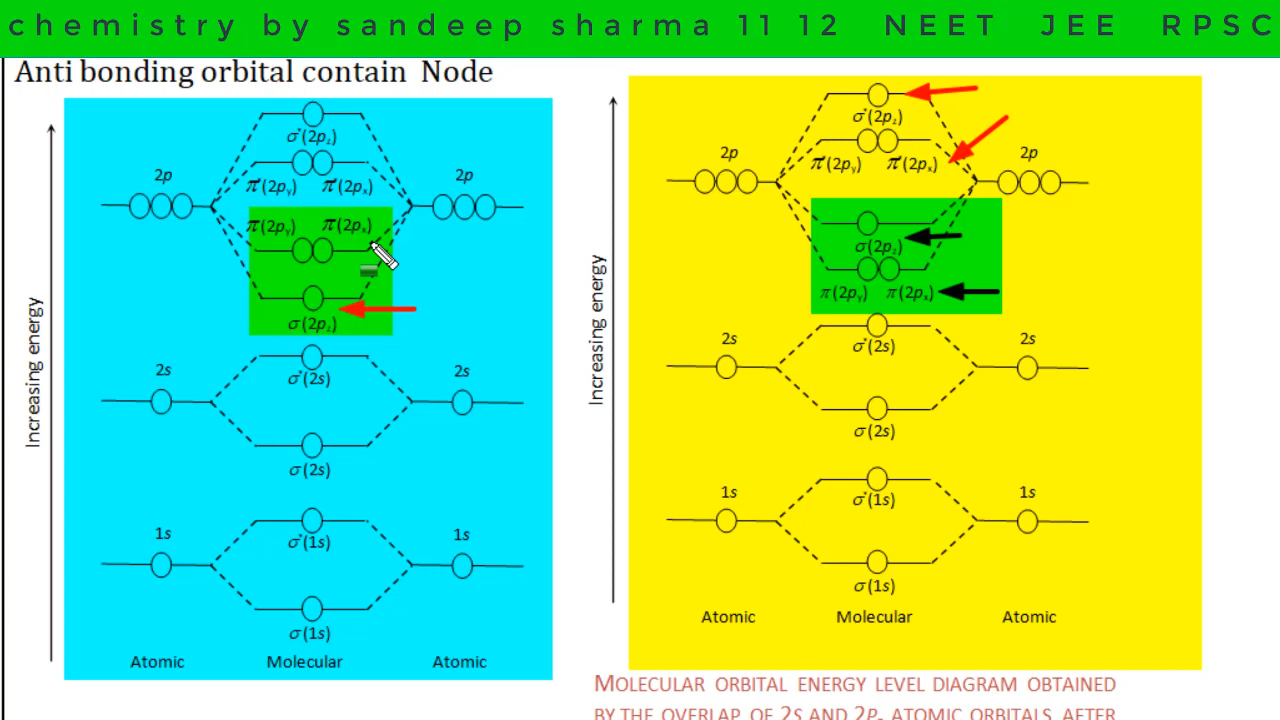 chemistry by sandeep sharma 11 12 NEET JEE RPSC
Anti bonding orbital contain Node
Increasing energy
σ*(2pz)
2p
2p
π*(2py) π*(2px)
π(2py) π(2px)
σ(2pz)
2s
2s
σ*(2s)
σ(2s)
1s
1s
σ*(1s)
σ(1s)
Atomic Molecular Atomic
Increasing energy
σ*(2pz)
2p
2p
π*(2py) π*(2px)
σ(2pz)
π(2py) π(2px)
2s
2s
σ*(2s)
σ(2s)
1s
1s
σ*(1s)
σ(1s)
Atomic Molecular Atomic
MOLECULAR ORBITAL ENERGY LEVEL DIAGRAM OBTAINED
BY THE OVERLAP OF 2S AND 2Pz ATOMIC ORBITALS AFTER